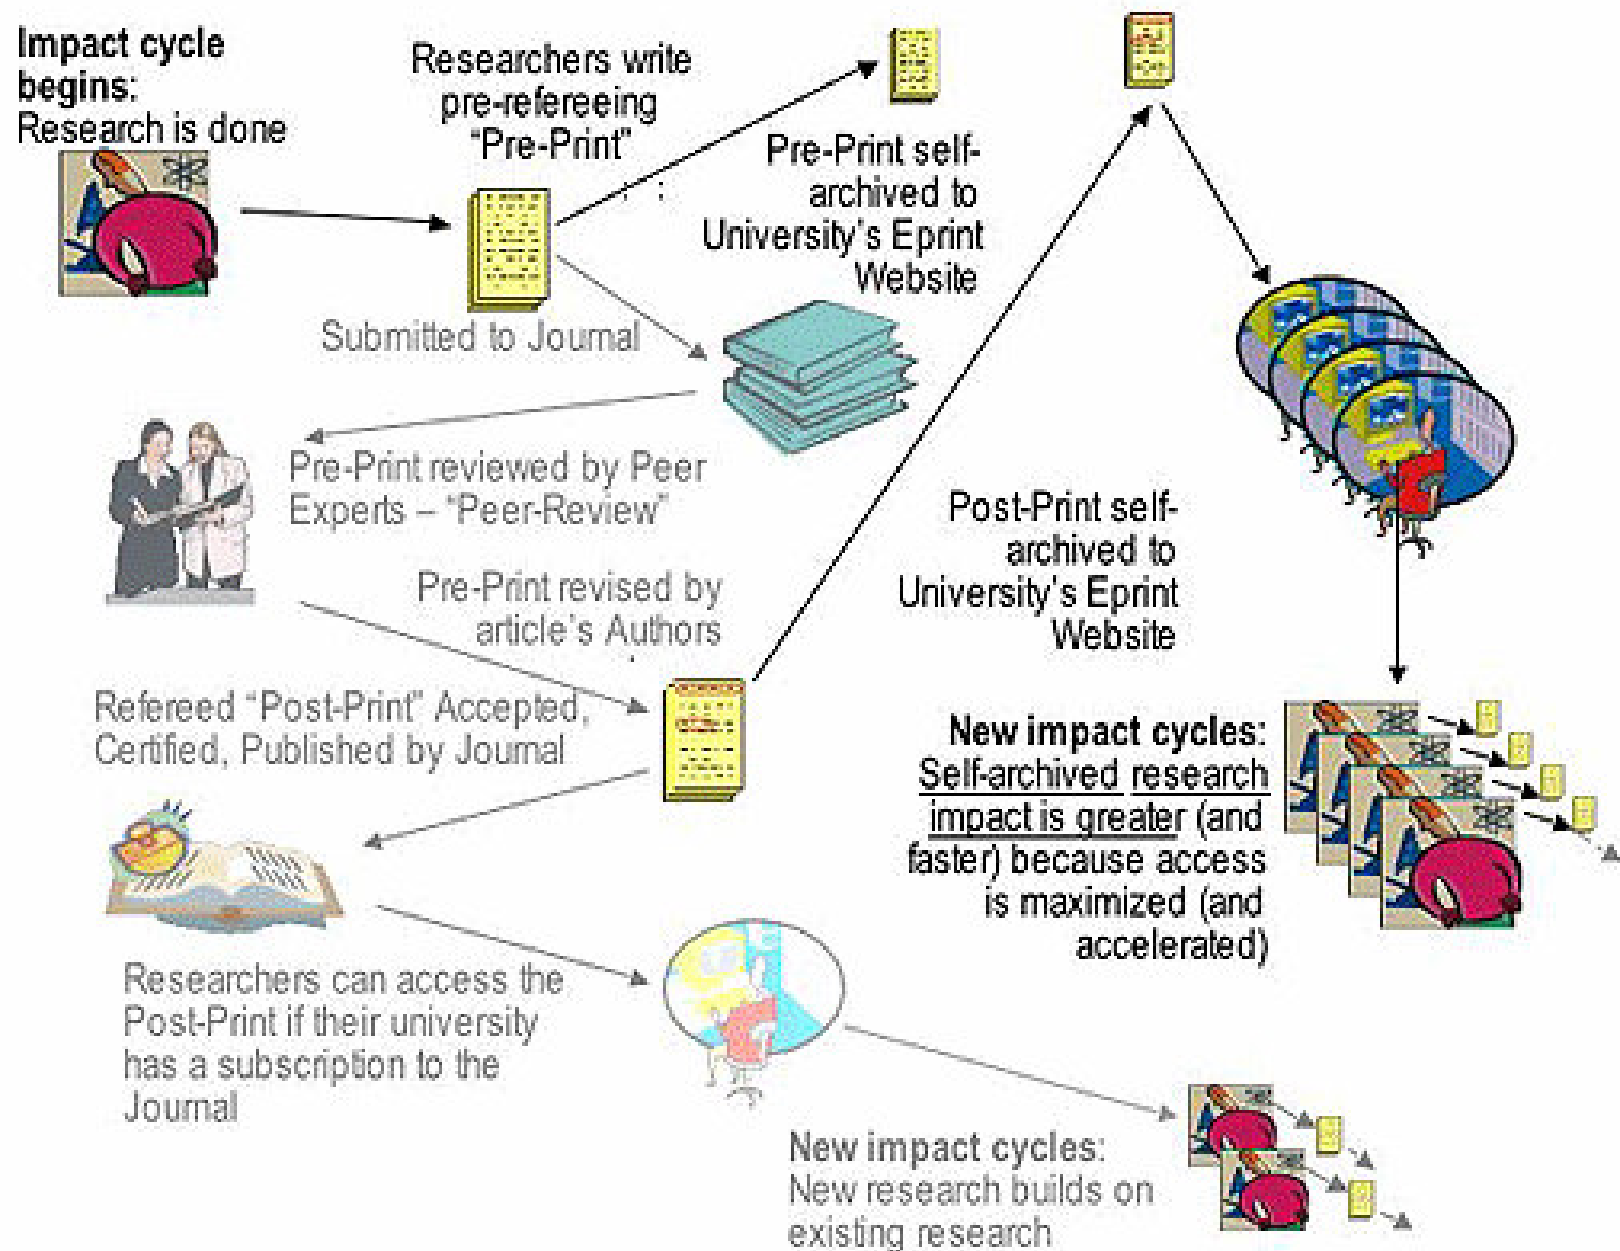 Impact cycle
begins:
Research is done
Researchers write
pre-refereeing
“Pre-Print”
Pre-Print self-
archived to
University’s Eprint
Website
Submitted to Journal
Pre-Print reviewed by Peer
Experts – “Peer-Review”
Pre-Print revised by
article’s Authors
Refereed “Post-Print” Accepted,
Certified, Published by Journal
Post-Print self-
archived to
University’s Eprint
Website
New impact cycles:
Self-archived research
impact is greater (and
faster) because access
is maximized (and
accelerated)
Researchers can access the
Post-Print if their university
has a subscription to the
Journal
New impact cycles:
New research builds on
existing research